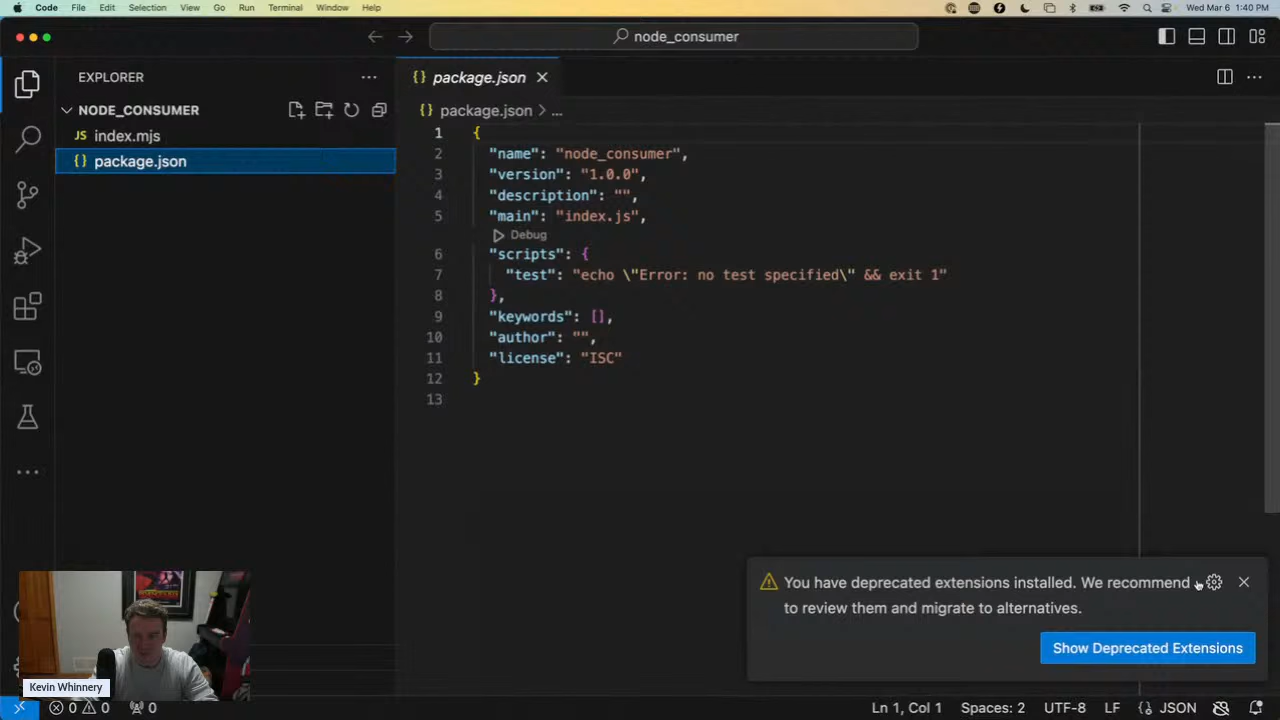 Code File Edit Selection View Go Run Terminal Window Help Wed Mar 6 1:40 PM
node_consumer
EXPLORER
NODE_CONSUMER
JS index.mjs
{} package.json
{} package.json
{} package.json > ...
1 {
2 "name": "node_consumer",
3 "version": "1.0.0",
4 "description": "",
5 "main": "index.js",
Debug
6 "scripts": {
7 "test": "echo \"Error: no test specified\" && exit 1"
8 },
9 "keywords": [],
10 "author": "",
11 "license": "ISC"
12 }
13
You have deprecated extensions installed. We recommend
to review them and migrate to alternatives.
Show Deprecated Extensions
Kevin Whinnery
0 0 0 Ln 1, Col 1 Spaces: 2 UTF-8 LF {} JSON